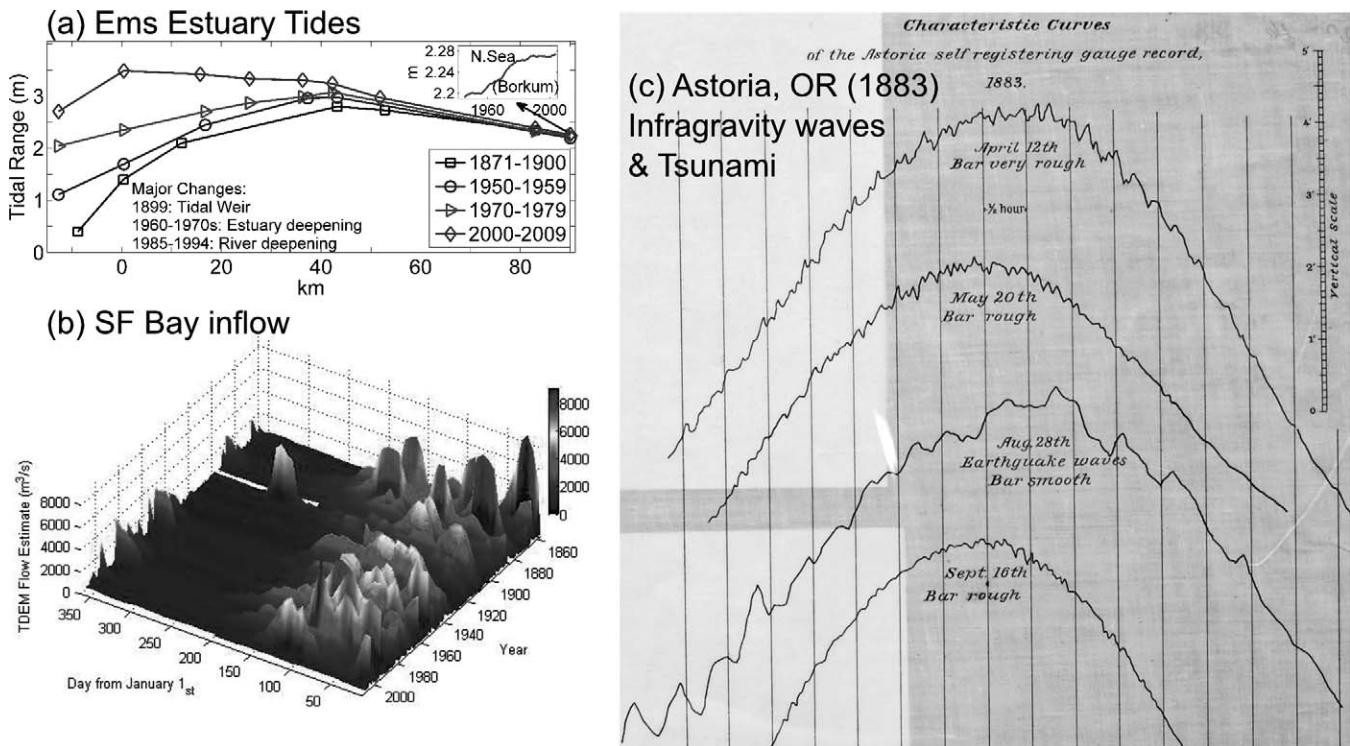 (a) Ems Estuary Tides
Tidal Range (m)
3
2
1
0
m
2.28
2.24
2.2
N.Sea
(Borkum)
1960
2000
Major Changes:
1899: Tidal Weir
1960-1970s: Estuary deepening
1985-1994: River deepening
1871-1900
1950-1959
1970-1979
2000-2009
0 20 40 60 80
km
(b) SF Bay inflow
8000
6000
4000
2000
0
TDEM Flow Estimate (m³/s)
8000
6000
4000
2000
0
350 300 250 200 150 100 50
Day from January 1st
1860
1880
1900
1920
1940
1960
1980
2000
Year
Characteristic Curves
of the Astoria self registering gauge record,
1883.
(c) Astoria, OR (1883)
Infragravity waves
& Tsunami
April 12th
Bar very rough
½ hour
May 20th
Bar rough
Aug. 28th
Earthquake waves
Bar smooth
Sept. 16th
Bar rough
4'
3'
2'
1'
0
Vertical Scale